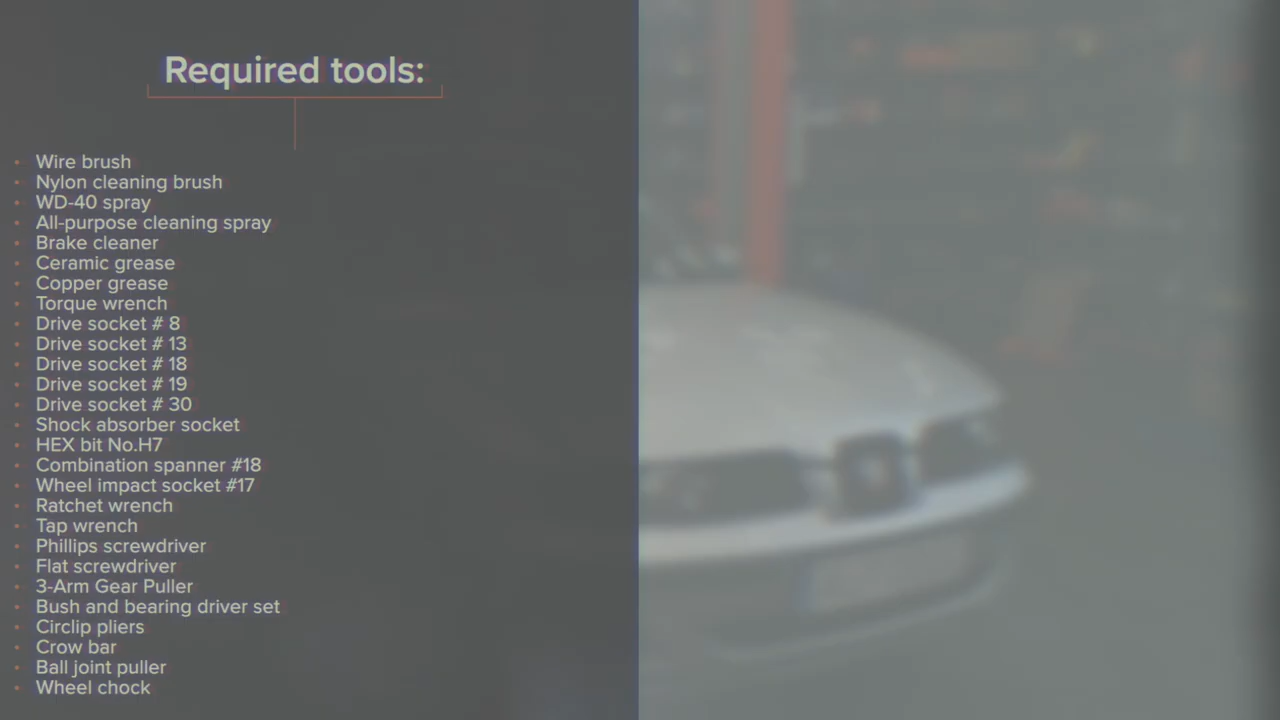 Required tools:
Wire brush
Nylon cleaning brush
WD-40 spray
All-purpose cleaning spray
Brake cleaner
Ceramic grease
Copper grease
Torque wrench
Drive socket # 8
Drive socket # 13
Drive socket # 18
Drive socket # 19
Drive socket # 30
Shock absorber socket
HEX bit No.H7
Combination spanner #18
Wheel impact socket #17
Ratchet wrench
Tap wrench
Phillips screwdriver
Flat screwdriver
3-Arm Gear Puller
Bush and bearing driver set
Circlip pliers
Crow bar
Ball joint puller
Wheel chock